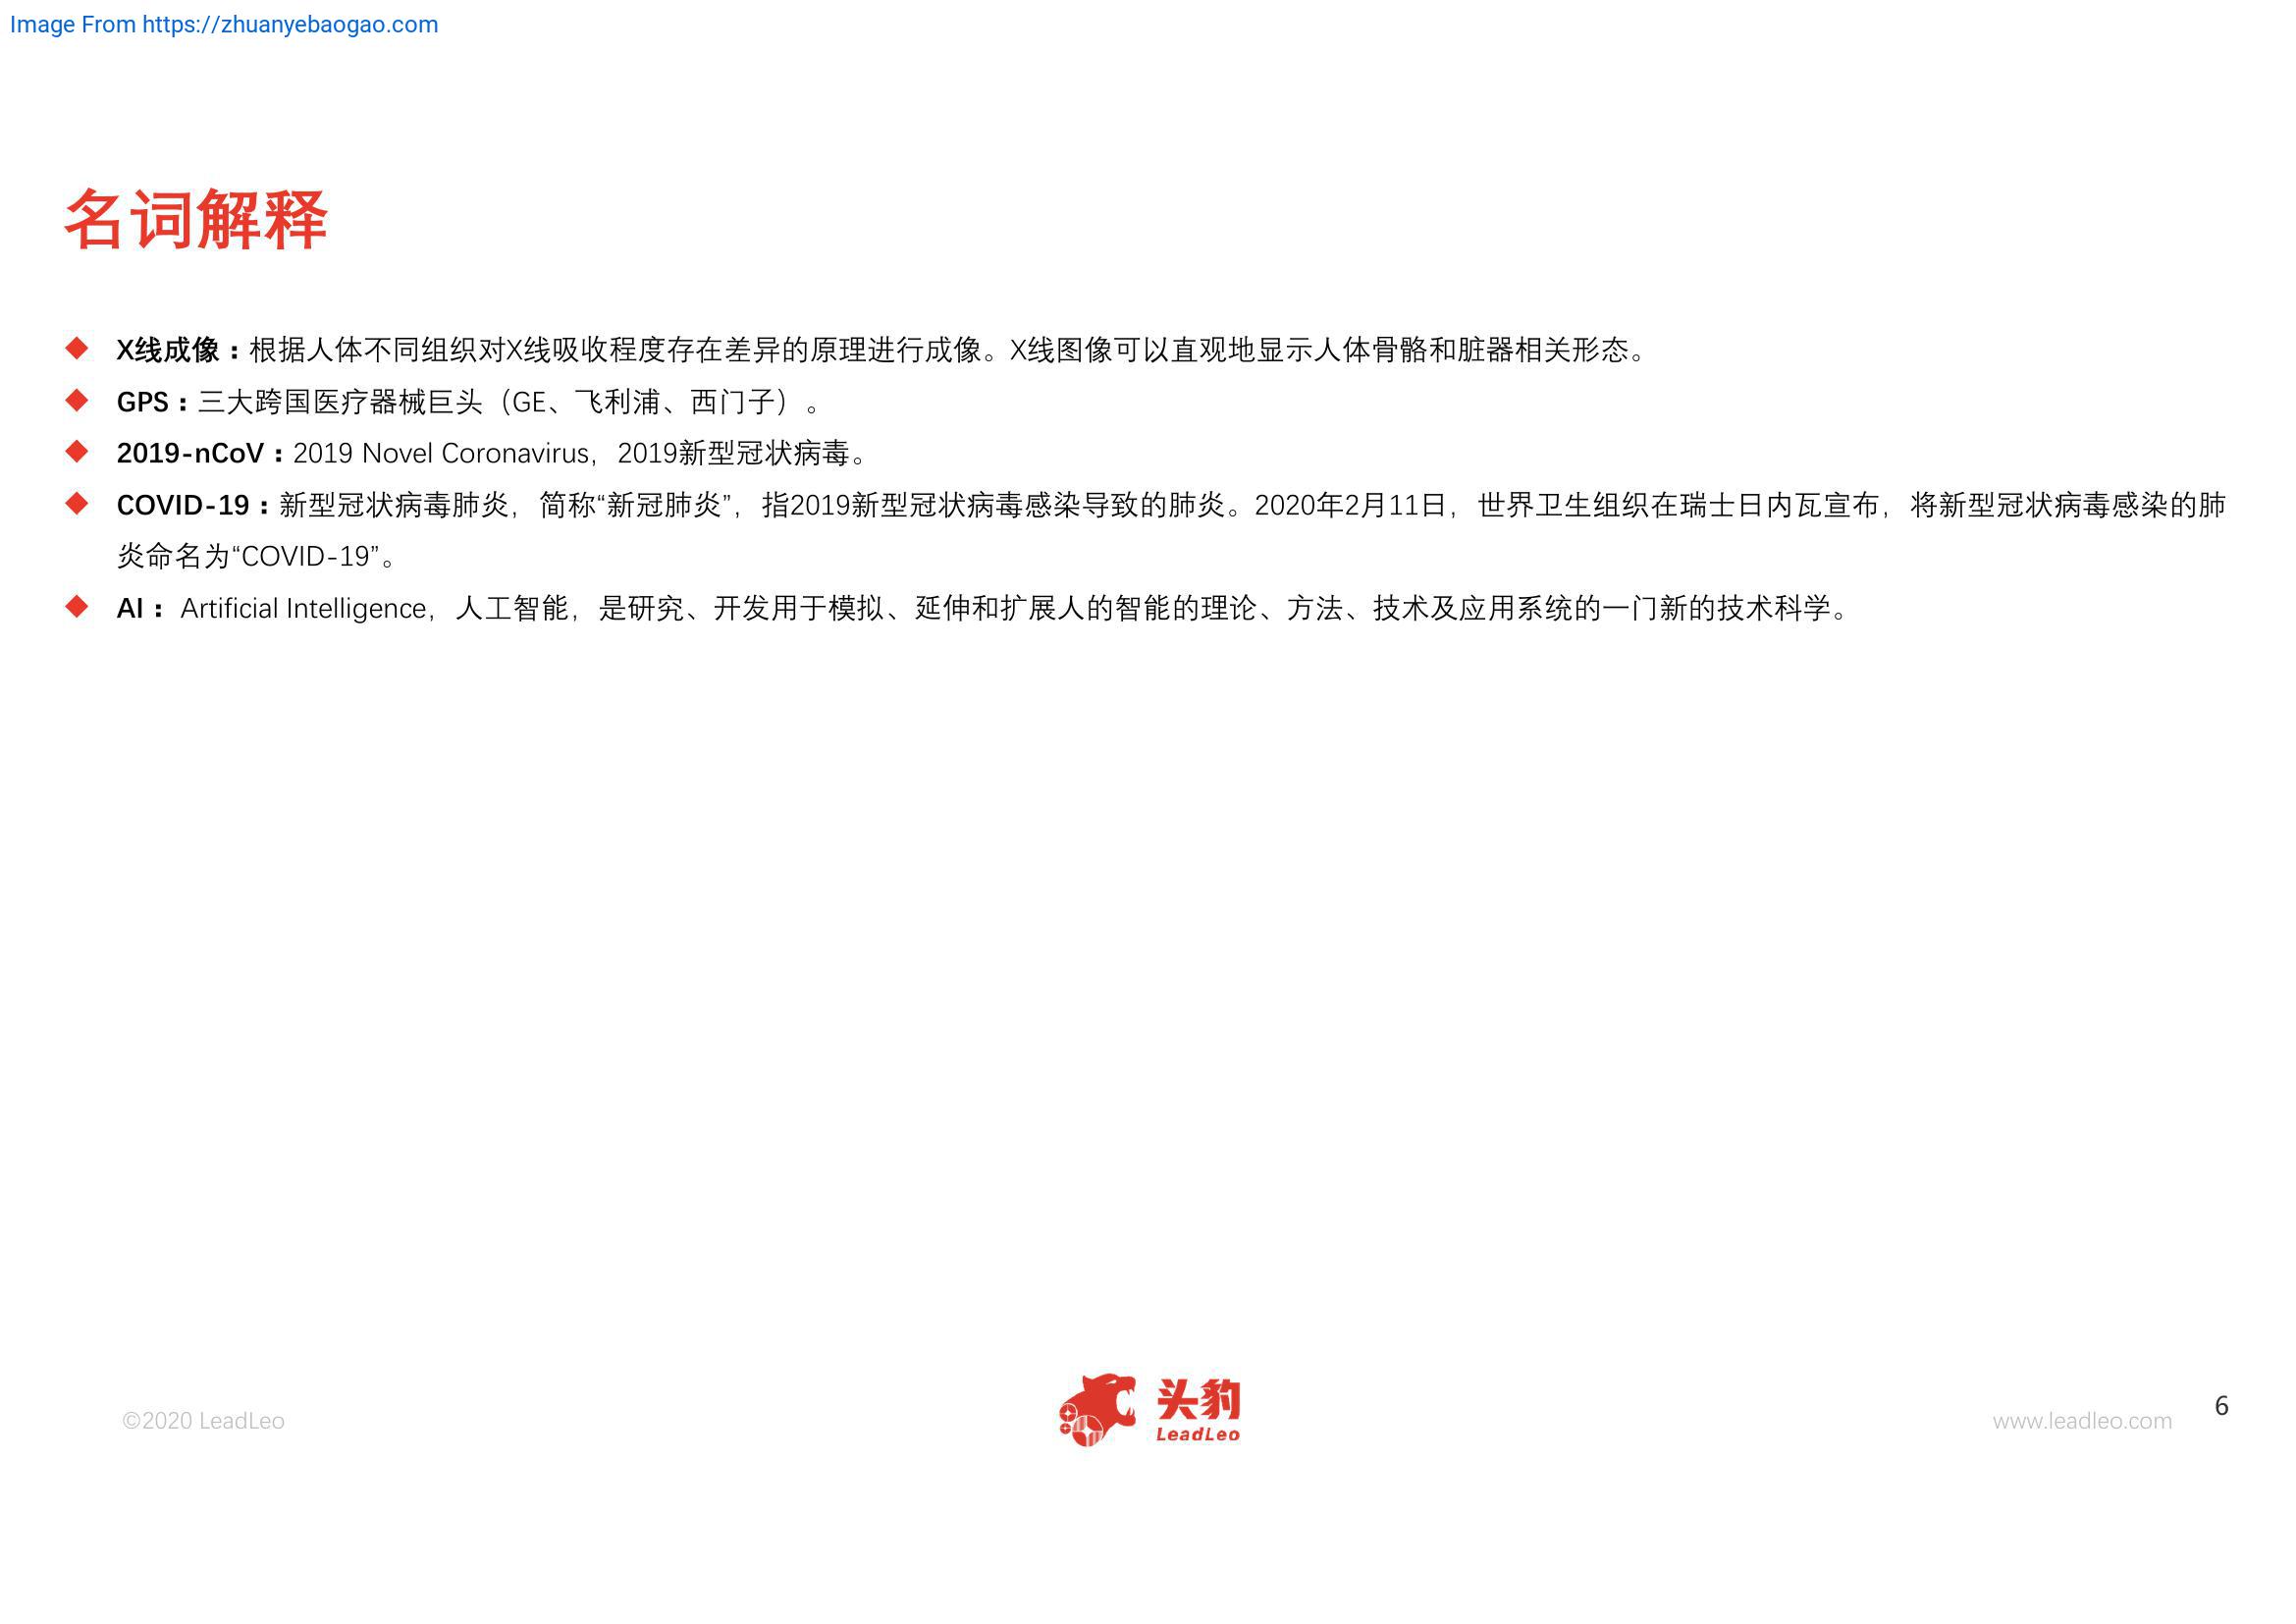 Image From https://zhuanyebaogao.com
名词解释
◆ X线成像：根据人体不同组织对X线吸收程度存在差异的原理进行成像。X线图像可以直观地显示人体骨骼和脏器相关形态。
◆ GPS：三大跨国医疗器械巨头（GE、飞利浦、西门子）。
◆ 2019-nCoV：2019 Novel Coronavirus，2019新型冠状病毒。
◆ COVID-19：新型冠状病毒肺炎，简称“新冠肺炎”，指2019新型冠状病毒感染导致的肺炎。2020年2月11日，世界卫生组织在瑞士日内瓦宣布，将新型冠状病毒感染的肺
炎命名为“COVID-19”。
◆ AI： Artificial Intelligence，人工智能，是研究、开发用于模拟、延伸和扩展人的智能的理论、方法、技术及应用系统的一门新的技术科学。
©2020 LeadLeo
头豹
LeadLeo
www.leadleo.com
6